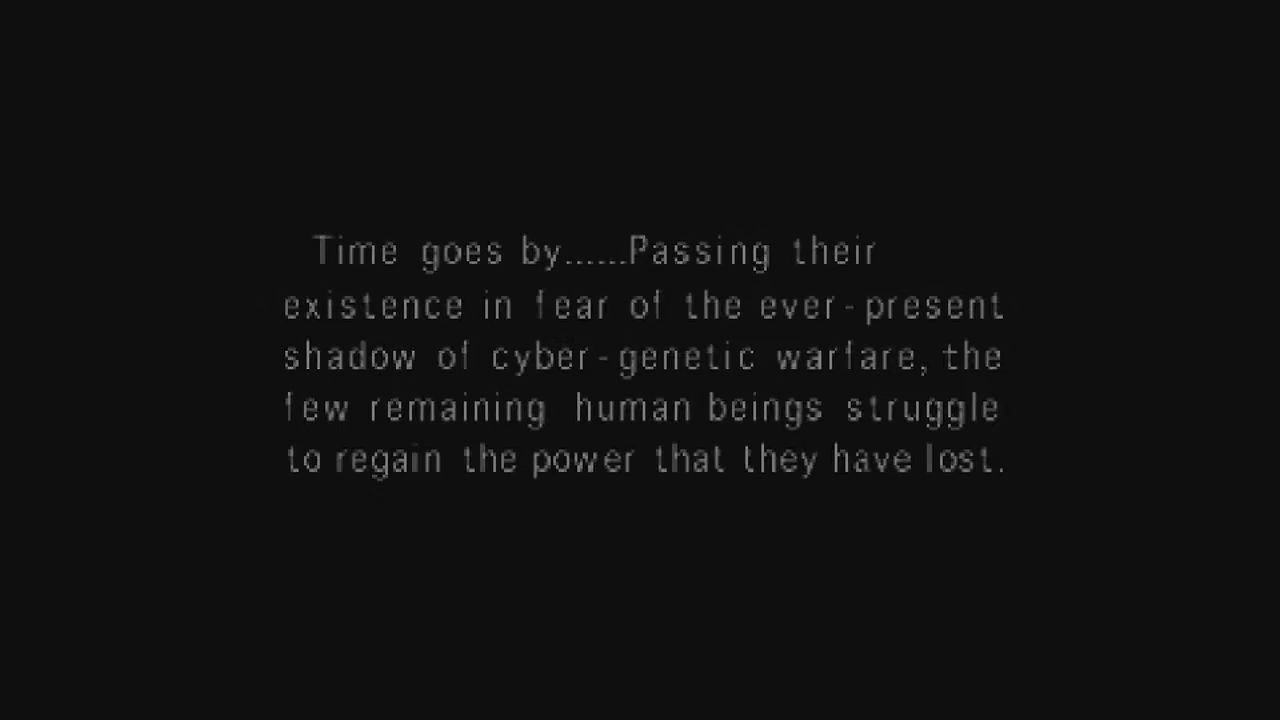 Time goes by......Passing their
existence in fear of the ever-present
shadow of cyber-genetic warfare, the
few remaining human beings struggle
to regain the power that they have lost.